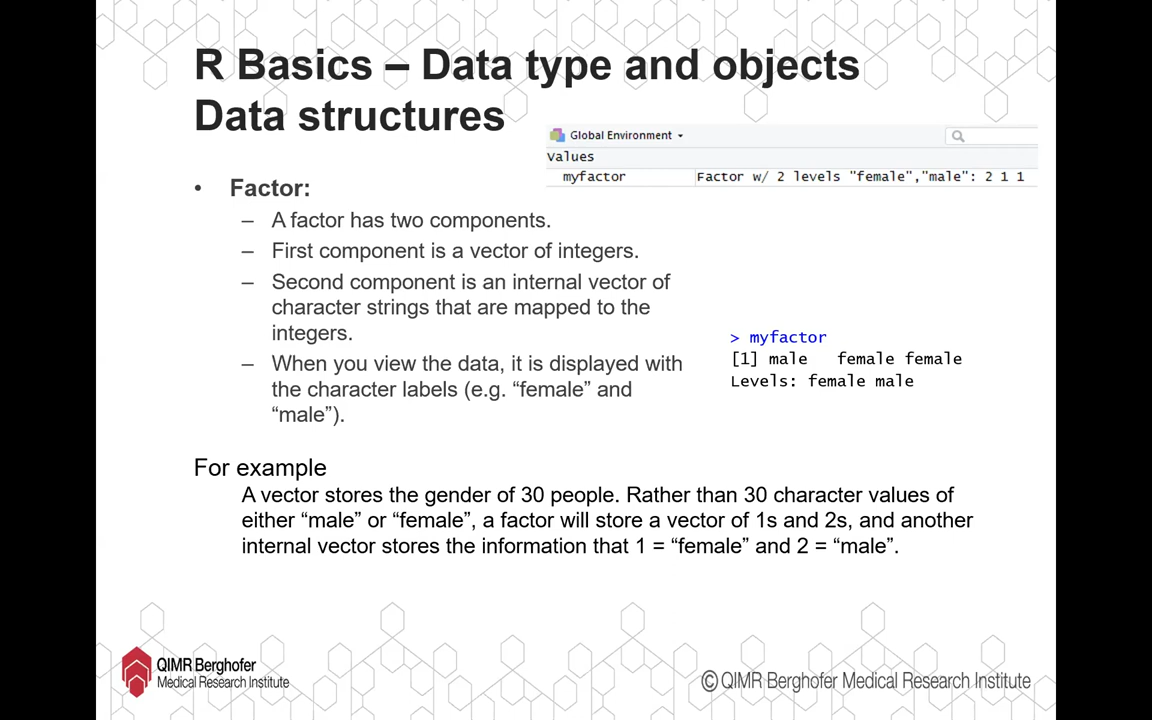 R Basics – Data type and objects
Data structures
Global Environment
Values
myfactor Factor w/ 2 levels "female","male": 2 1 1
• Factor:
– A factor has two components.
– First component is a vector of integers.
– Second component is an internal vector of
character strings that are mapped to the
integers.
– When you view the data, it is displayed with
the character labels (e.g. “female” and
“male”).
> myfactor
[1] male   female female
Levels: female male
For example
A vector stores the gender of 30 people. Rather than 30 character values of
either “male” or “female”, a factor will store a vector of 1s and 2s, and another
internal vector stores the information that 1 = “female” and 2 = “male”.
QIMR Berghofer
Medical Research Institute
© QIMR Berghofer Medical Research Institute